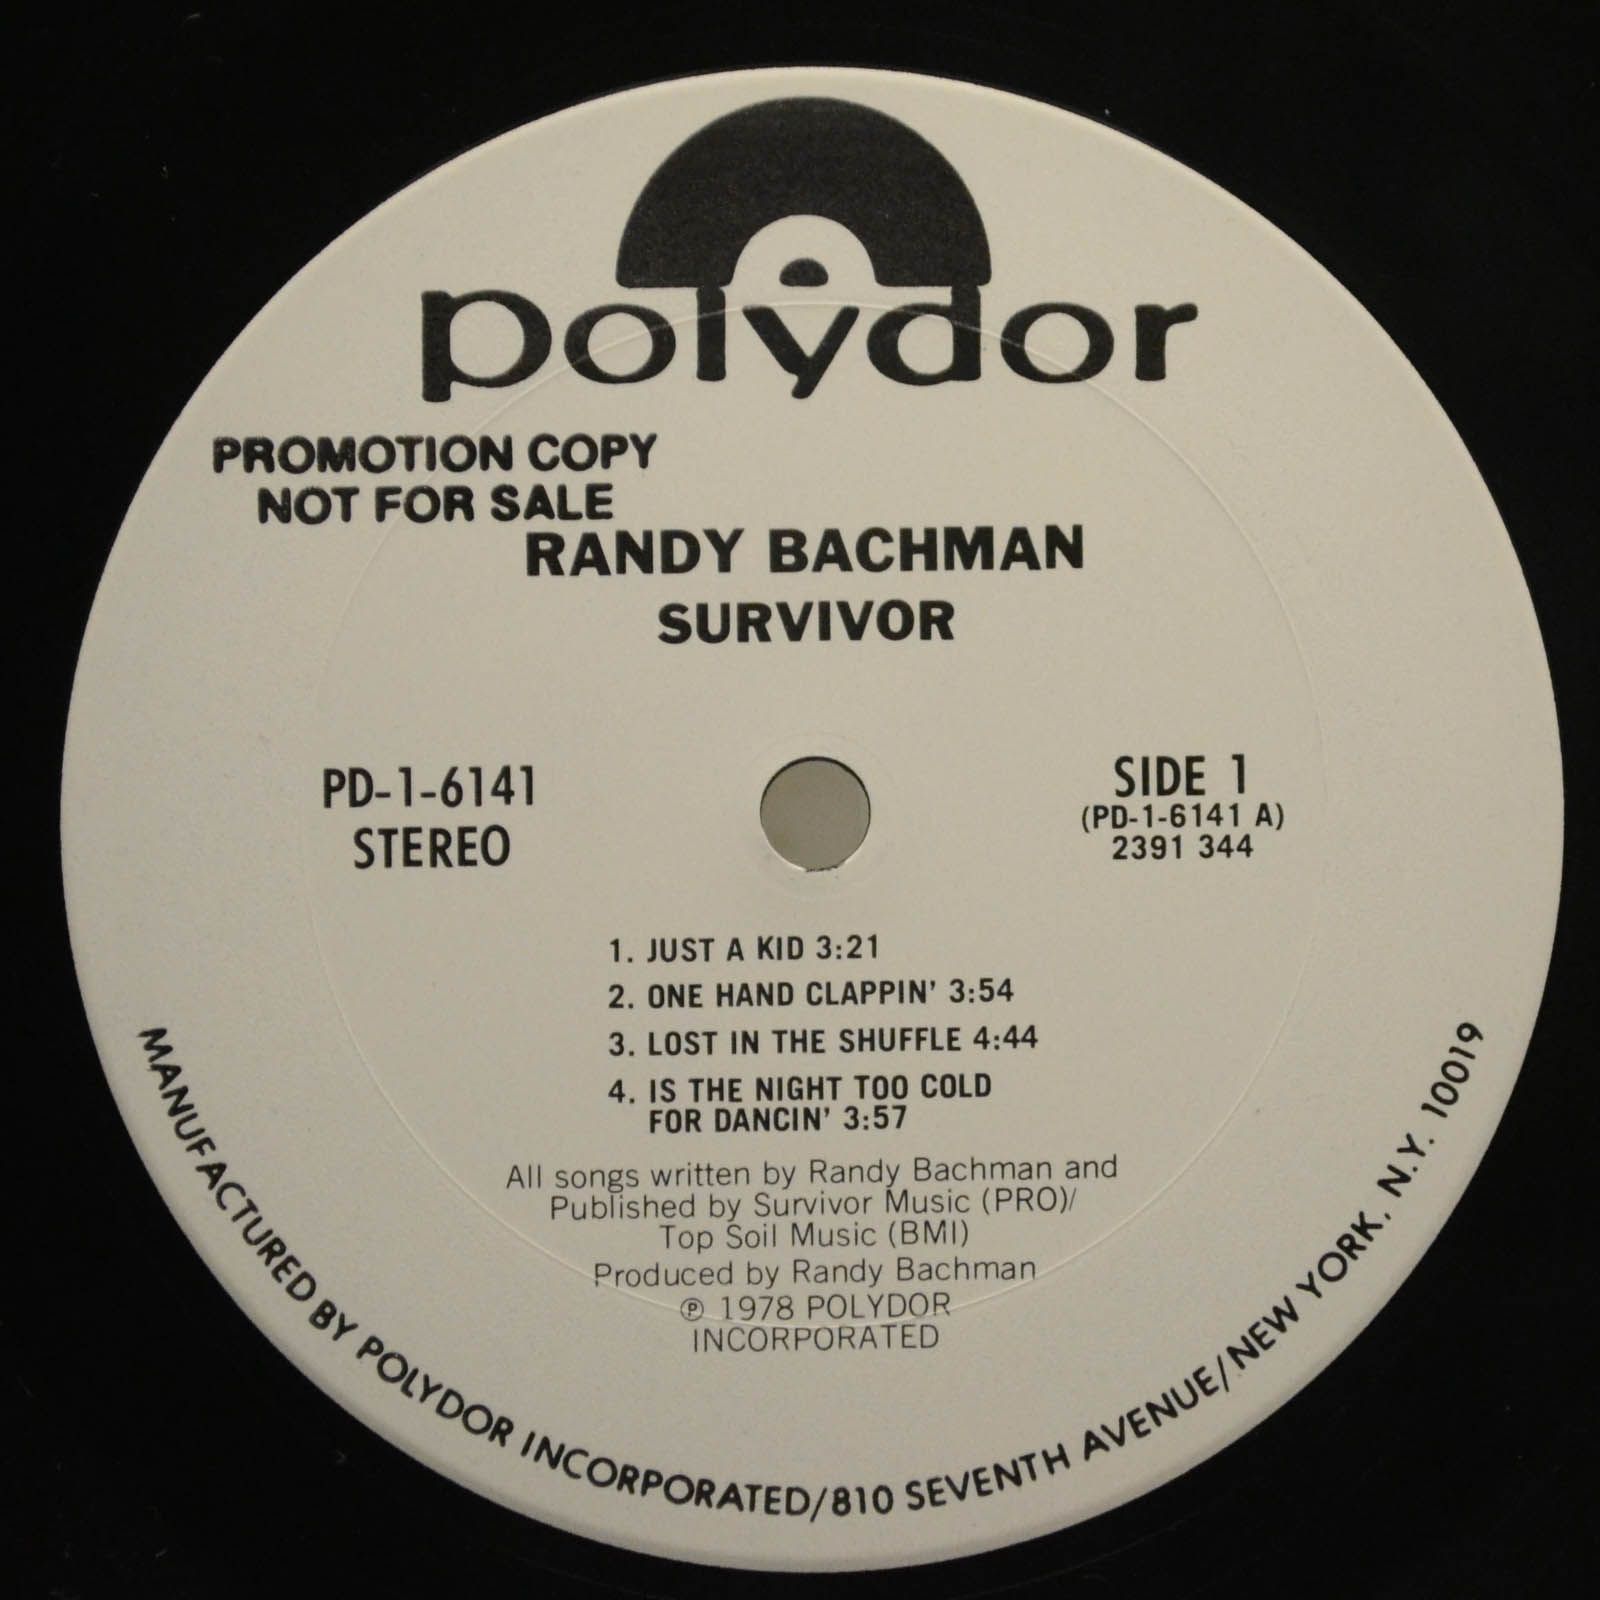 polydor
PROMOTION COPY
NOT FOR SALE
RANDY BACHMAN
SURVIVOR
PD-1-6141
STEREO
SIDE 1
(PD-1-6141 A)
2391 344
1. JUST A KID 3:21
2. ONE HAND CLAPPIN' 3:54
3. LOST IN THE SHUFFLE 4:44
4. IS THE NIGHT TOO COLD
FOR DANCIN' 3:57
All songs written by Randy Bachman and
Published by Survivor Music (PRO)/
Top Soil Music (BMI)
Produced by Randy Bachman
℗ 1978 POLYDOR
INCORPORATED
MANUFACTURED BY POLYDOR INCORPORATED/810 SEVENTH AVENUE/NEW YORK, N.Y. 10019